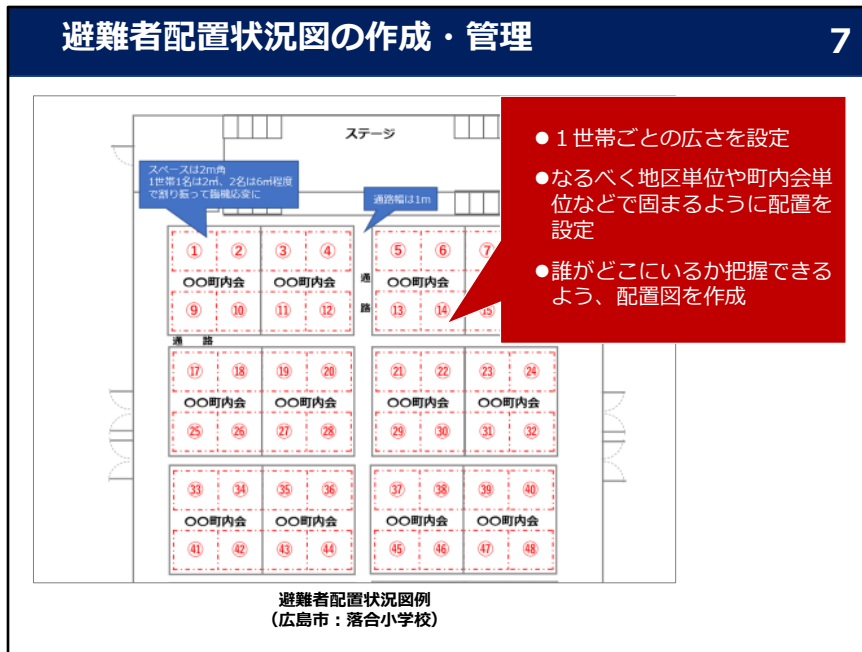 避難者配置状況図の作成・管理
7
ステージ
スペースは2m角
1世帯1名は2㎡、2名は6㎡程度
で割り振って臨機応変に
通路幅は1m
●１世帯ごとの広さを設定
●なるべく地区単位や町内会単
位などで固まるように配置を
設定
●誰がどこにいるか把握できる
よう、配置図を作成
① ② ③ ④ ⑤ ⑥ ⑦
〇〇町内会 〇〇町内会 通 〇〇町内会
⑨ ⑩ ⑪ ⑫ 路 ⑬ ⑭ ⑮
通 路
⑰ ⑱ ⑲ ⑳ ㉑ ㉒ ㉓ ㉔
〇〇町内会 〇〇町内会 〇〇町内会 〇〇町内会
㉕ ㉖ ㉗ ㉘ ㉙ ㉚ ㉛ ㉜
㉝ ㉞ ㉟ ㊱ ㊲ ㊳ ㊴ ㊵
〇〇町内会 〇〇町内会 〇〇町内会 〇〇町内会
㊶ ㊷ ㊸ ㊹ ㊺ ㊻ ㊼ ㊽
避難者配置状況図例
（広島市：落合小学校）